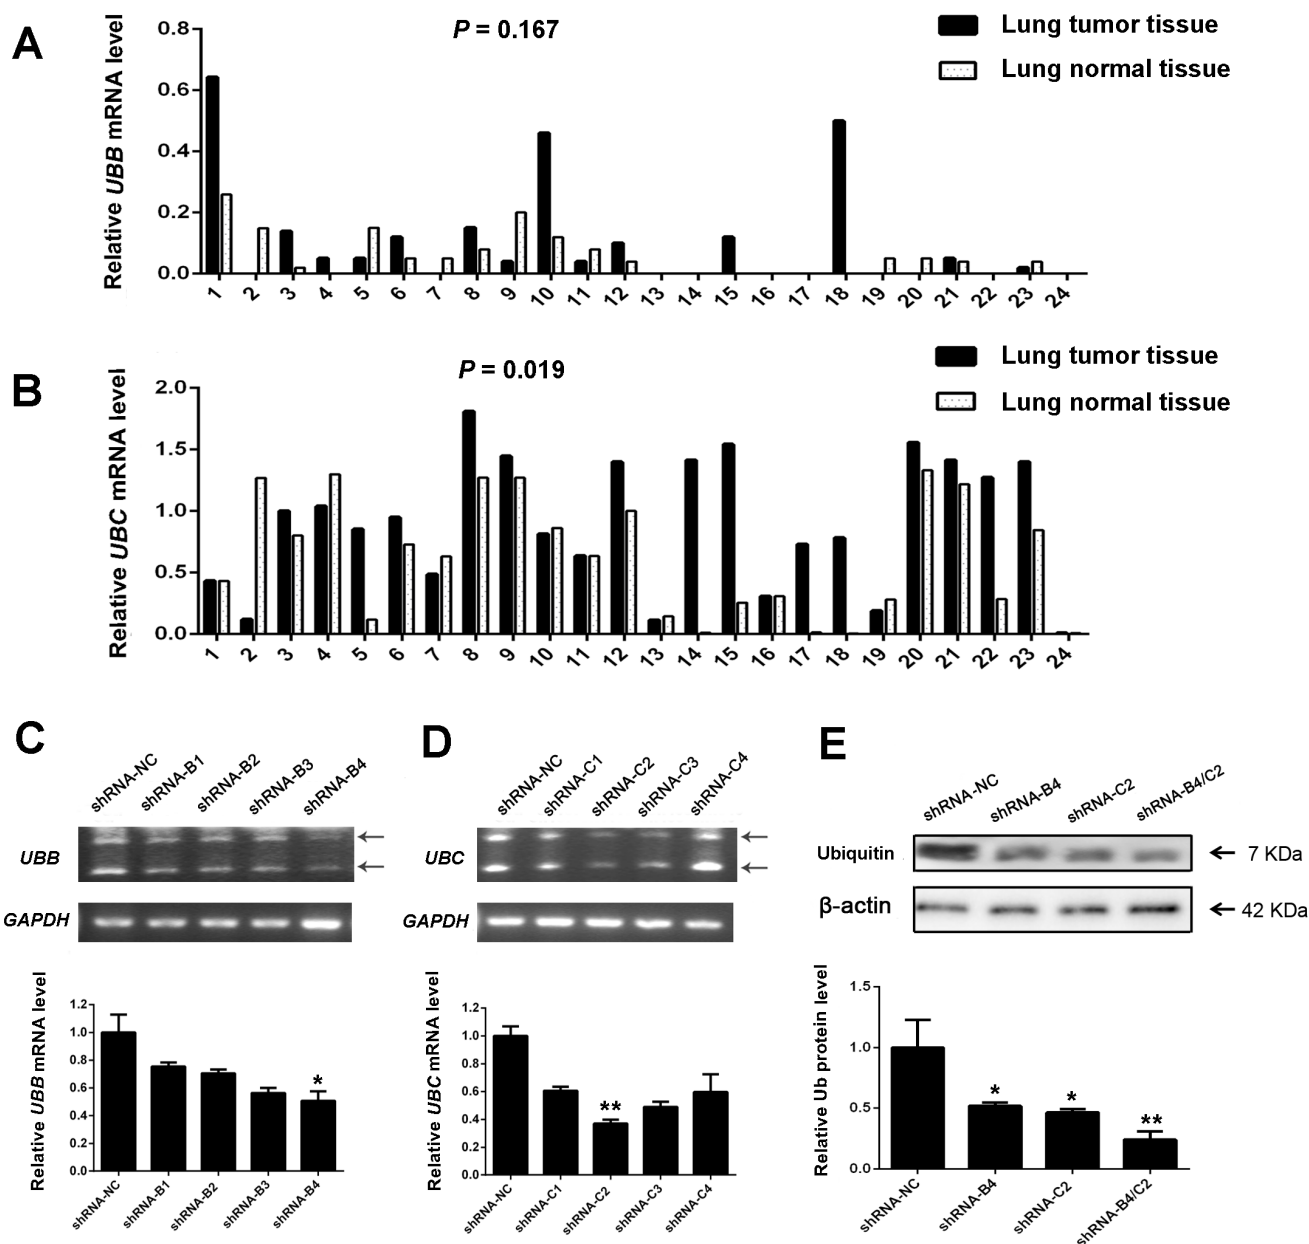 A
P = 0.167
Lung tumor tissue
Lung normal tissue
Relative UBB mRNA level
0.8
0.6
0.4
0.2
0.0
1 2 3 4 5 6 7 8 9 10 11 12 13 14 15 16 17 18 19 20 21 22 23 24
B
P = 0.019
Lung tumor tissue
Lung normal tissue
Relative UBC mRNA level
2.0
1.5
1.0
0.5
0.0
1 2 3 4 5 6 7 8 9 10 11 12 13 14 15 16 17 18 19 20 21 22 23 24
C
shRNA-NC shRNA-B1 shRNA-B2 shRNA-B3 shRNA-B4
UBB
GAPDH
Relative UBB mRNA level
1.2
1.0
0.8
0.6
0.4
0.2
0.0
*
shRNA-NC shRNA-B1 shRNA-B2 shRNA-B3 shRNA-B4
D
shRNA-NC shRNA-C1 shRNA-C2 shRNA-C3 shRNA-C4
UBC
GAPDH
Relative UBC mRNA level
1.2
1.0
0.8
0.6
0.4
0.2
0.0
**
shRNA-NC shRNA-C1 shRNA-C2 shRNA-C3 shRNA-C4
E
shRNA-NC shRNA-B4 shRNA-C2 shRNA-B4/C2
Ubiquitin ← 7 KDa
β-actin ← 42 KDa
Relative Ub protein level
1.5
1.0
0.5
0.0
* * **
shRNA-NC shRNA-B4 shRNA-C2 shRNA-B4/C2